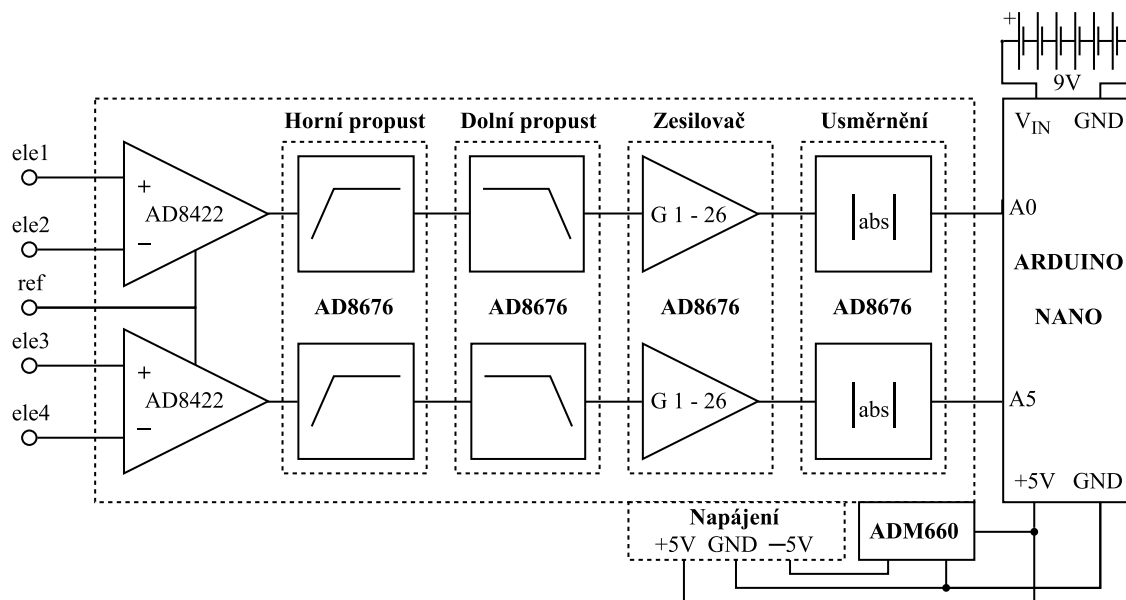 +
9V
Horní propust Dolní propust Zesilovač Usměrnění
V_IN GND
ele1
+
AD8422
G 1 - 26
|abs|
A0
ele2
−
ARDUINO
ref
AD8676 AD8676 AD8676 AD8676
NANO
ele3
+
AD8422
G 1 - 26
|abs|
A5
ele4
−
+5V GND
Napájení
ADM660
+5V GND −5V